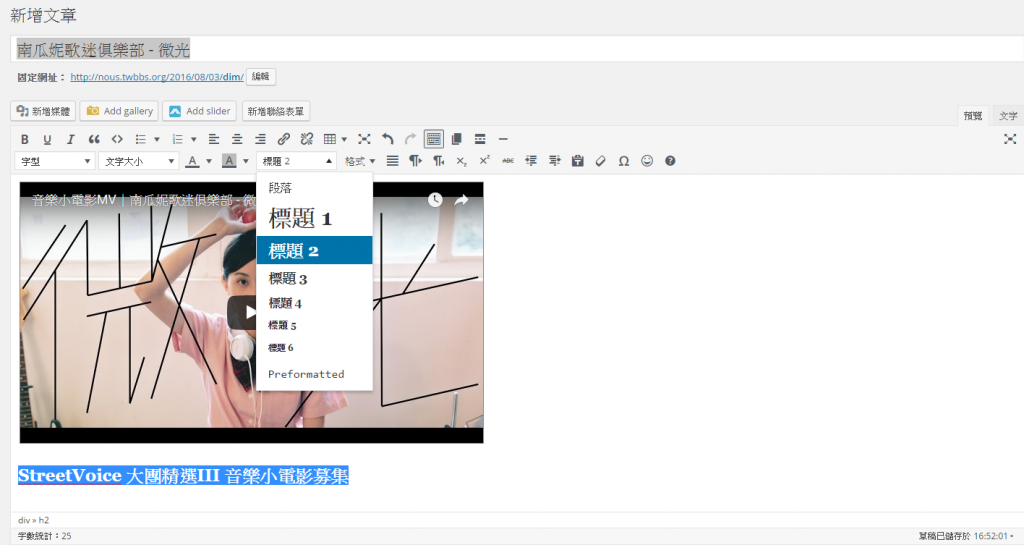 新增文章
南瓜妮歌迷俱樂部 - 微光
固定網址： http://nous.twbbs.org/2016/08/03/dim/ 編輯
新增媒體 Add gallery Add slider 新增聯絡表單 預覽 文字
B U I
字型 文字大小 A A 標題 2 格式 ABC
段落
標題 1
標題 2
標題 3
標題 4
標題 5
標題 6
Preformatted
音樂小電影MV｜南瓜妮歌迷俱樂部 - 微
微光
StreetVoice 大團精選III 音樂小電影募集
div » h2
字數統計：25 草稿已儲存於 16:52:01。